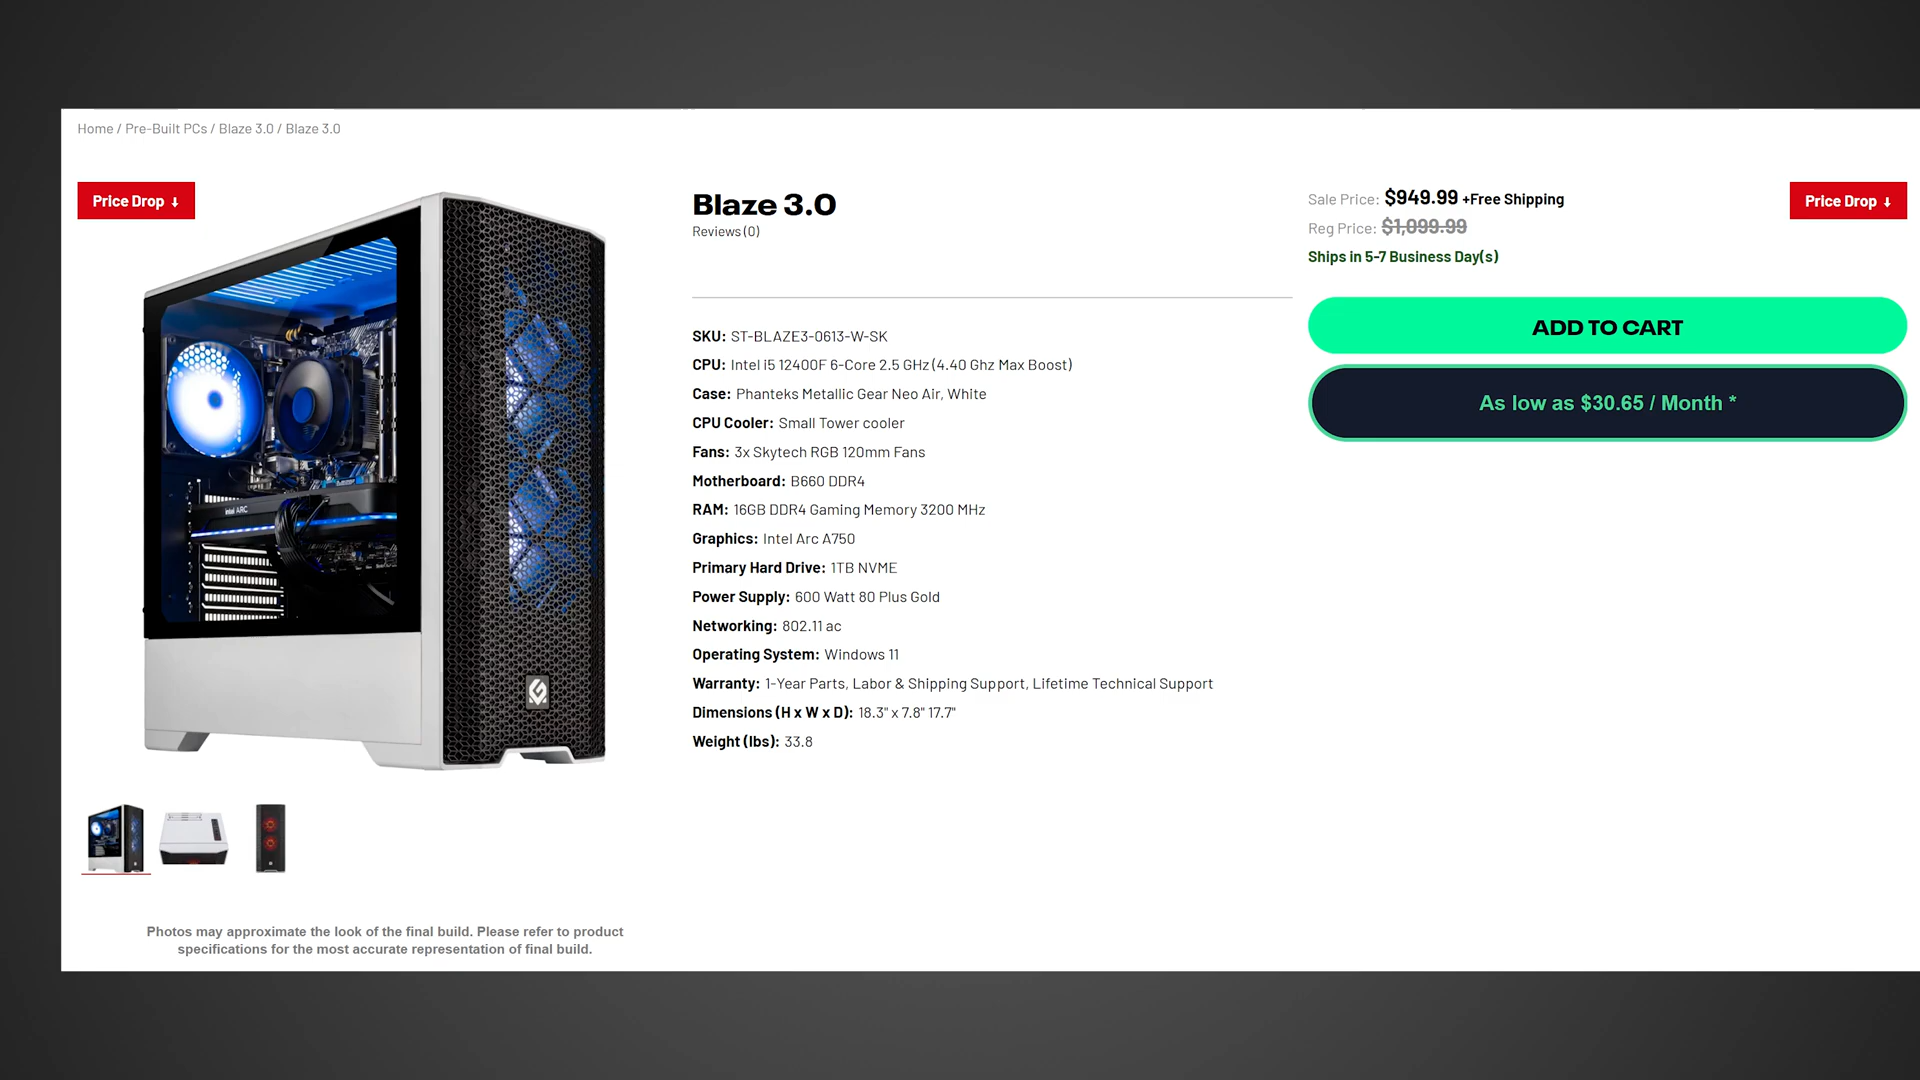 Home / Pre-Built PCs / Blaze 3.0 / Blaze 3.0
Price Drop ↓
intel ARC
Blaze 3.0
Reviews (0)
SKU: ST-BLAZE3-0613-W-SK
CPU: Intel i5 12400F 6-Core 2.5 GHz (4.40 Ghz Max Boost)
Case: Phanteks Metallic Gear Neo Air, White
CPU Cooler: Small Tower cooler
Fans: 3x Skytech RGB 120mm Fans
Motherboard: B660 DDR4
RAM: 16GB DDR4 Gaming Memory 3200 MHz
Graphics: Intel Arc A750
Primary Hard Drive: 1TB NVME
Power Supply: 600 Watt 80 Plus Gold
Networking: 802.11 ac
Operating System: Windows 11
Warranty: 1-Year Parts, Labor & Shipping Support, Lifetime Technical Support
Dimensions (H x W x D): 18.3" x 7.8" 17.7"
Weight (lbs): 33.8
Sale Price: $949.99 +Free Shipping
Reg Price: $1,099.99
Ships in 5-7 Business Day(s)
Price Drop ↓
ADD TO CART
As low as $30.65 / Month *
Photos may approximate the look of the final build. Please refer to product
specifications for the most accurate representation of final build.